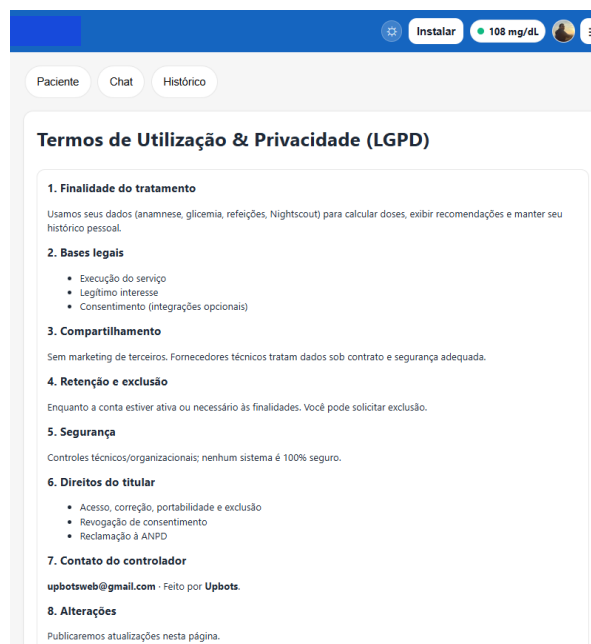 Instalar
108 mg/dL
Paciente
Chat
Histórico
Termos de Utilização & Privacidade (LGPD)
1. Finalidade do tratamento
Usamos seus dados (anamnese, glicemia, refeições, Nightscout) para calcular doses, exibir recomendações e manter seu
histórico pessoal.
2. Bases legais
• Execução do serviço
• Legítimo interesse
• Consentimento (integrações opcionais)
3. Compartilhamento
Sem marketing de terceiros. Fornecedores técnicos tratam dados sob contrato e segurança adequada.
4. Retenção e exclusão
Enquanto a conta estiver ativa ou necessário às finalidades. Você pode solicitar exclusão.
5. Segurança
Controles técnicos/organizacionais; nenhum sistema é 100% seguro.
6. Direitos do titular
• Acesso, correção, portabilidade e exclusão
• Revogação de consentimento
• Reclamação à ANPD
7. Contato do controlador
upbotsweb@gmail.com · Feito por Upbots.
8. Alterações
Publicaremos atualizações nesta página.